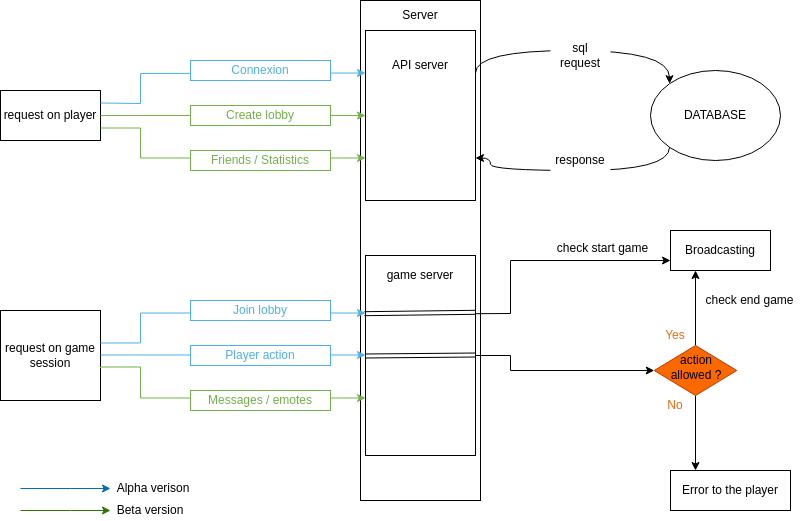 Server
sql
request
API server
Connexion
request on player
Create lobby
DATABASE
Friends / Statistics
response
check start game
Broadcasting
game server
check end game
Join lobby
Yes
request on game
session
Player action
action
allowed ?
Messages / emotes
No
Alpha verison
Error to the player
Beta version